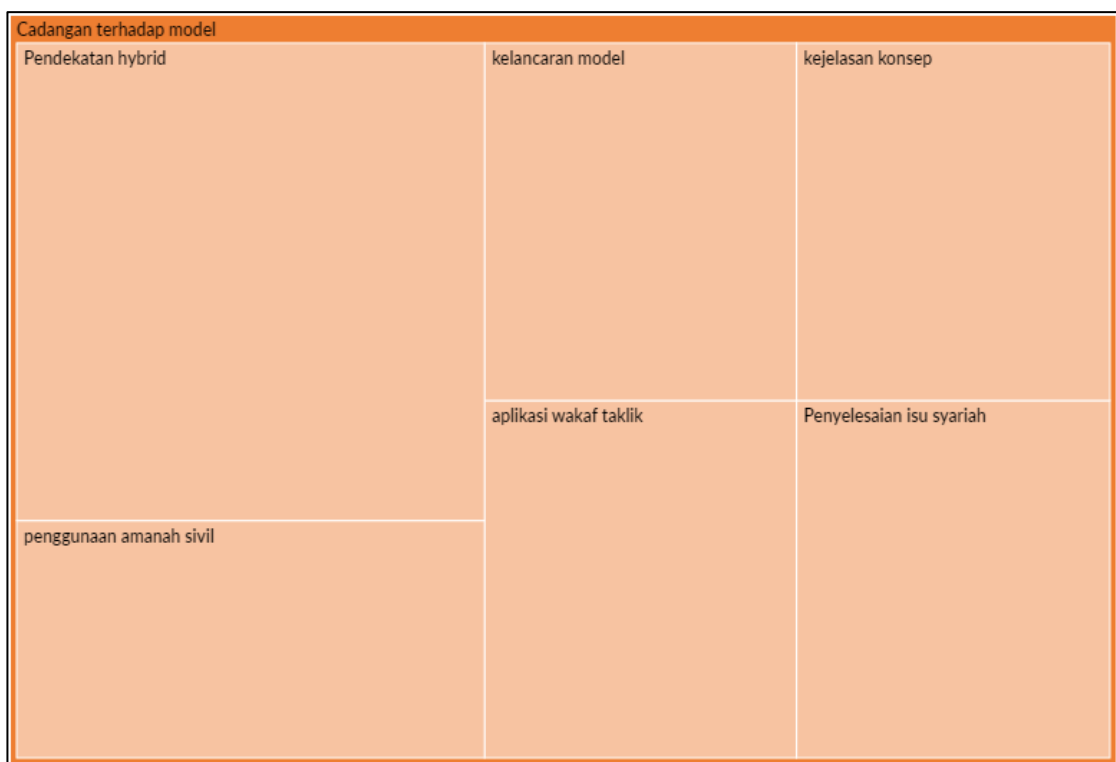 Cadangan terhadap model
Pendekatan hybrid
kelancaran model
kejelasan konsep
aplikasi wakaf taklik
Penyelesaian isu syariah
penggunaan amanah sivil